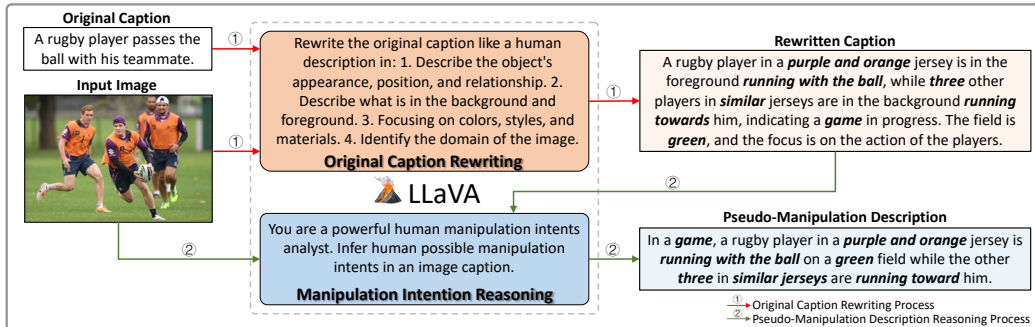 Original Caption
A rugby player passes the
ball with his teammate.
Input Image
①
①
Rewrite the original caption like a human
description in: 1. Describe the object's
appearance, position, and relationship. 2.
Describe what is in the background and
foreground. 3. Focusing on colors, styles, and
materials. 4. Identify the domain of the image.
Original Caption Rewriting
①
Rewritten Caption
A rugby player in a purple and orange jersey is in
the foreground running with the ball, while three other
players in similar jerseys are in the background running
towards him, indicating a game in progress. The field is
green, and the focus is on the action of the players.
②
LLaVA
②
You are a powerful human manipulation intents
analyst. Infer human possible manipulation
intents in an image caption.
Manipulation Intention Reasoning
②
Pseudo-Manipulation Description
In a game, a rugby player in a purple and orange jersey is
running with the ball on a green field while the other
three in similar jerseys are running toward him.
① Original Caption Rewriting Process
② Pseudo-Manipulation Description Reasoning Process